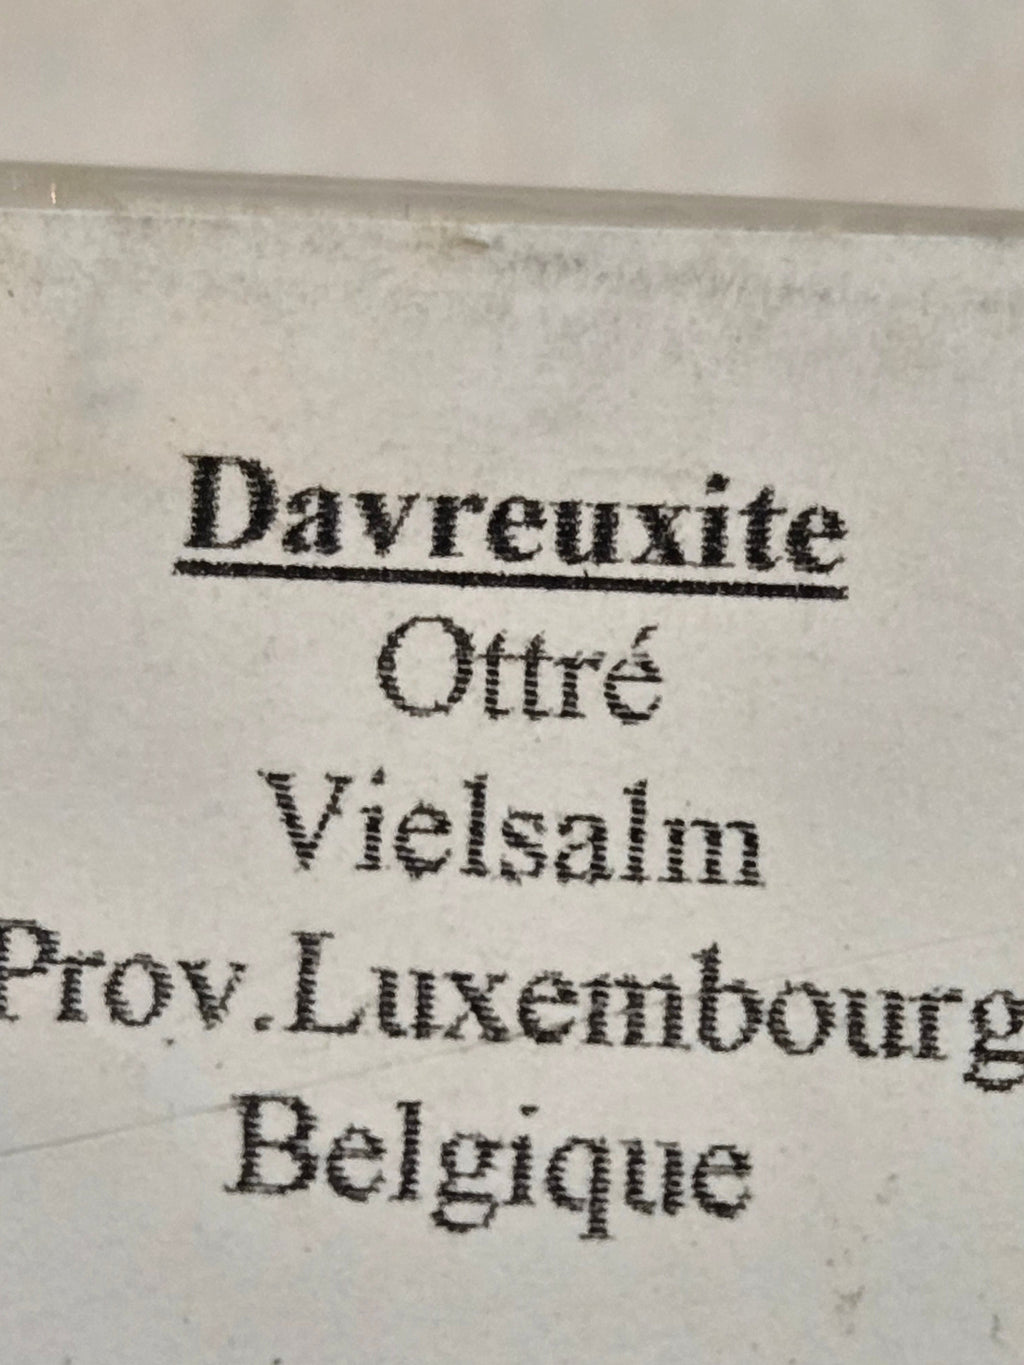 Davreuxite
Ottré
Vielsalm
Prov.Luxembourg
Belgique